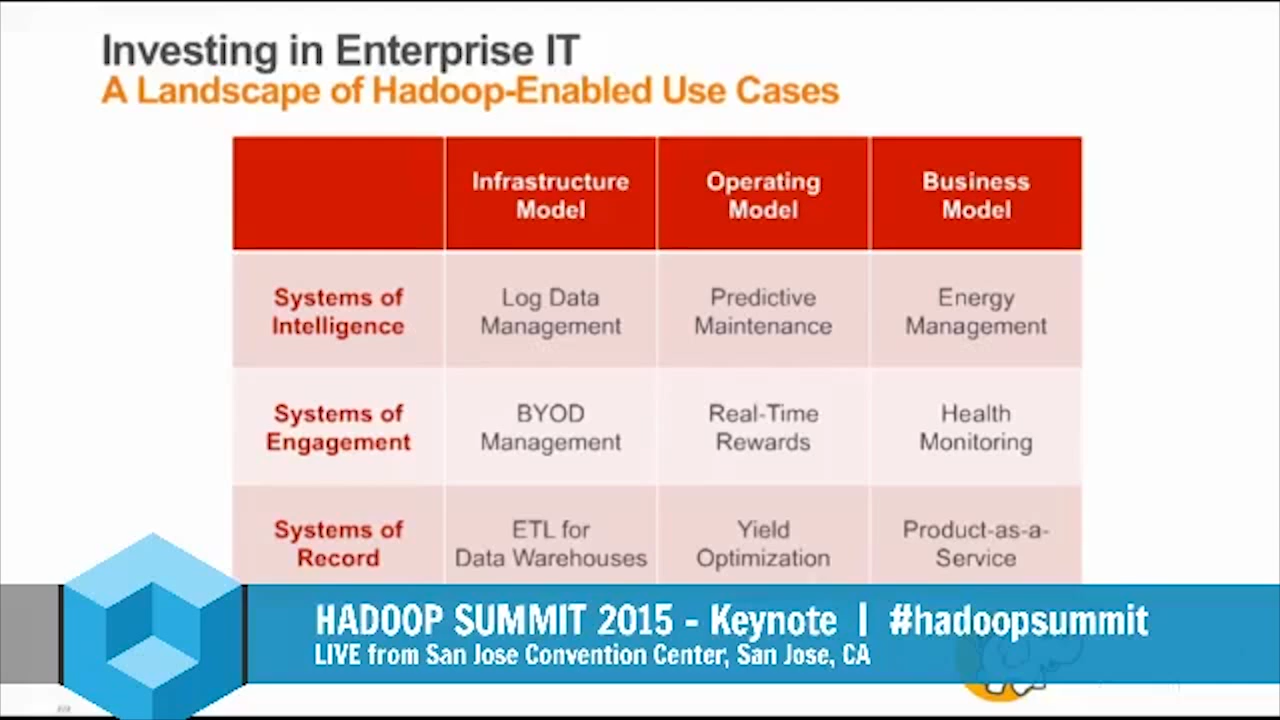 Investing in Enterprise IT
A Landscape of Hadoop-Enabled Use Cases
Infrastructure
Model
Operating
Model
Business
Model
Systems of
Intelligence
Log Data
Management
Predictive
Maintenance
Energy
Management
Systems of
Engagement
BYOD
Management
Real-Time
Rewards
Health
Monitoring
Systems of
Record
ETL for
Data Warehouses
Yield
Optimization
Product-as-a-
Service
HADOOP SUMMIT 2015 - Keynote | #hadoopsummit
LIVE from San Jose Convention Center, San Jose, CA